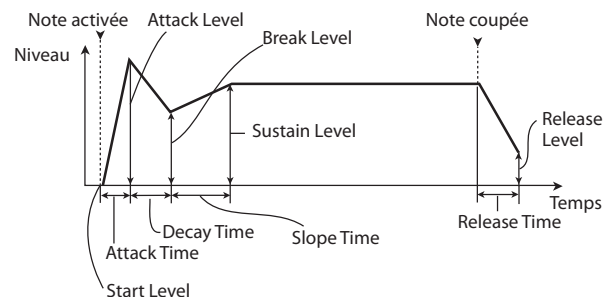 Note activée
Attack Level
Note coupée
Break Level
Niveau
Sustain Level
Release
Level
Temps
Decay Time
Slope Time
Release Time
Attack Time
Start Level